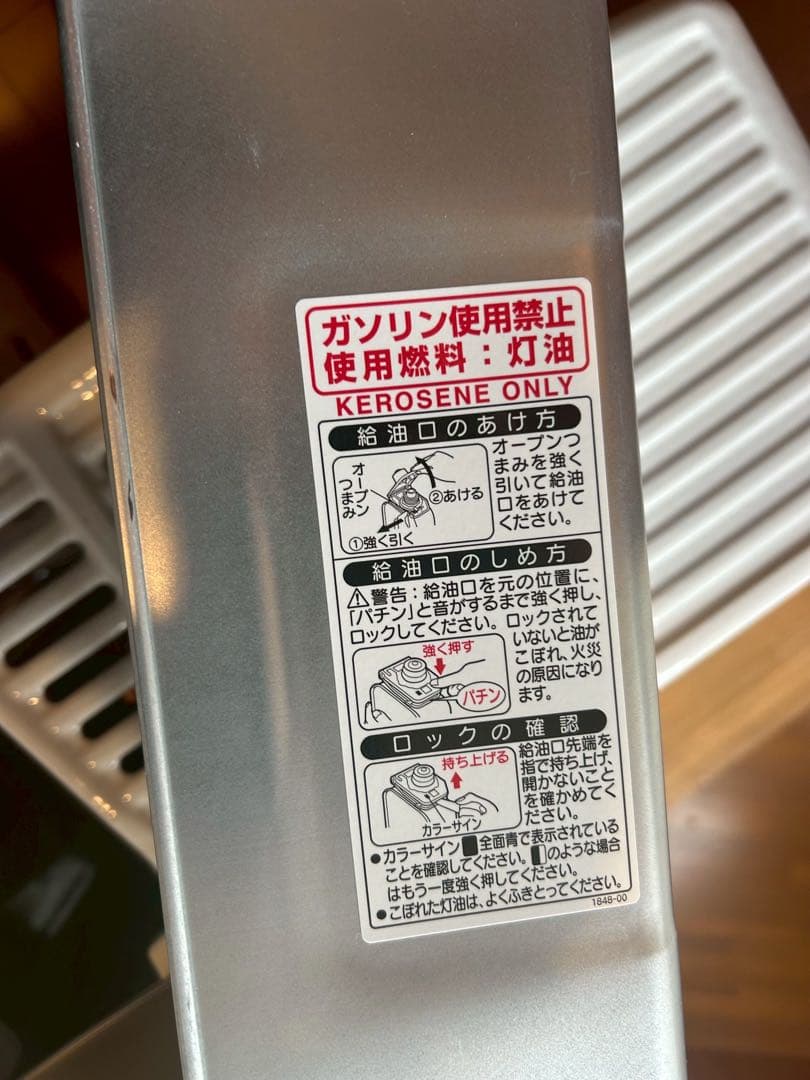 ガソリン使用禁止
使用燃料：灯油
KEROSENE ONLY
給油口のあけ方
オープン
つまみ
②あける
①強く引く
オープンつ
まみを強く
引いて給油
口をあけて
ください。
給油口のしめ方
⚠警告：給油口を元の位置に、
「パチン」と音がするまで強く押し、
ロックしてください。ロックされて
いないと油が
こぼれ、火災
の原因になり
ます。
強く押す
パチン
ロックの確認
持ち上げる
カラーサイン
給油口先端を
指で持ち上げ、
開かないこと
を確かめてく
ださい。
●カラーサイン■全面青で表示されている
ことを確認してください。◧のような場合
はもう一度強く押してください。
●こぼれた灯油は、よくふきとってください。
1848-00